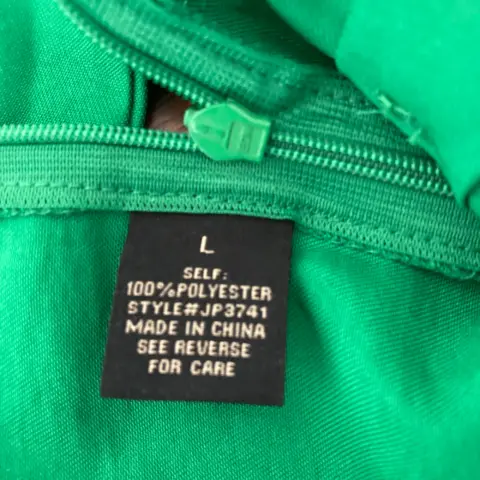 L
SELF:
100%POLYESTER
STYLE#JP3741
MADE IN CHINA
SEE REVERSE
FOR CARE